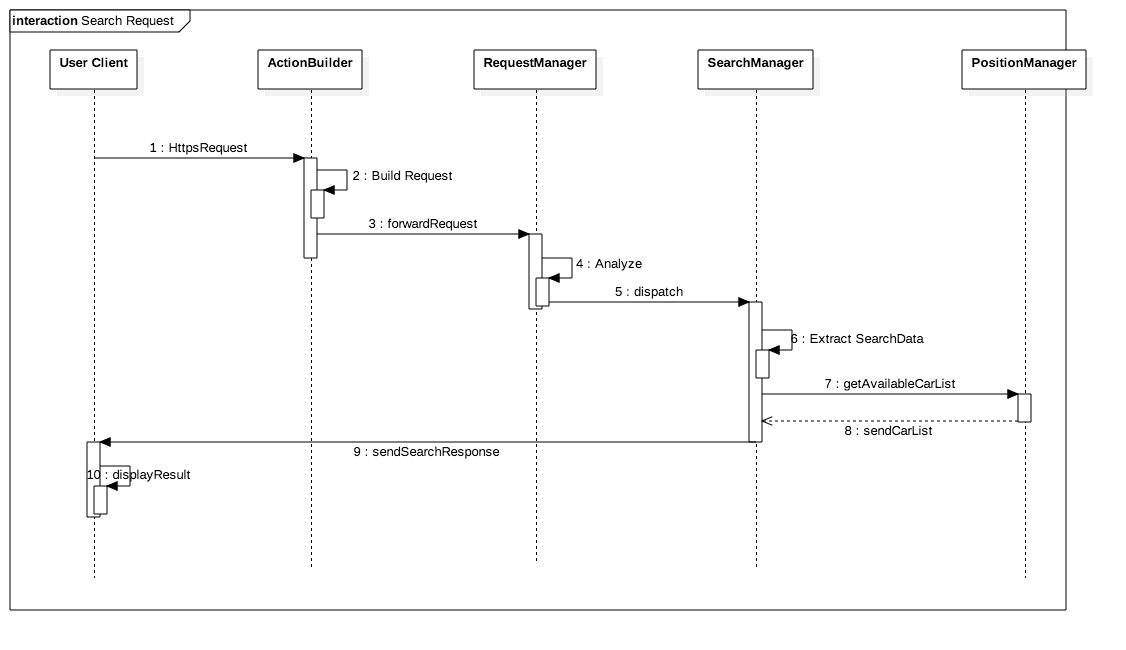 interaction Search Request
User Client
ActionBuilder
RequestManager
SearchManager
PositionManager
1 : HttpsRequest
2 : Build Request
3 : forwardRequest
4 : Analyze
5 : dispatch
6 : Extract SearchData
7 : getAvailableCarList
8 : sendCarList
9 : sendSearchResponse
10 : displayResult